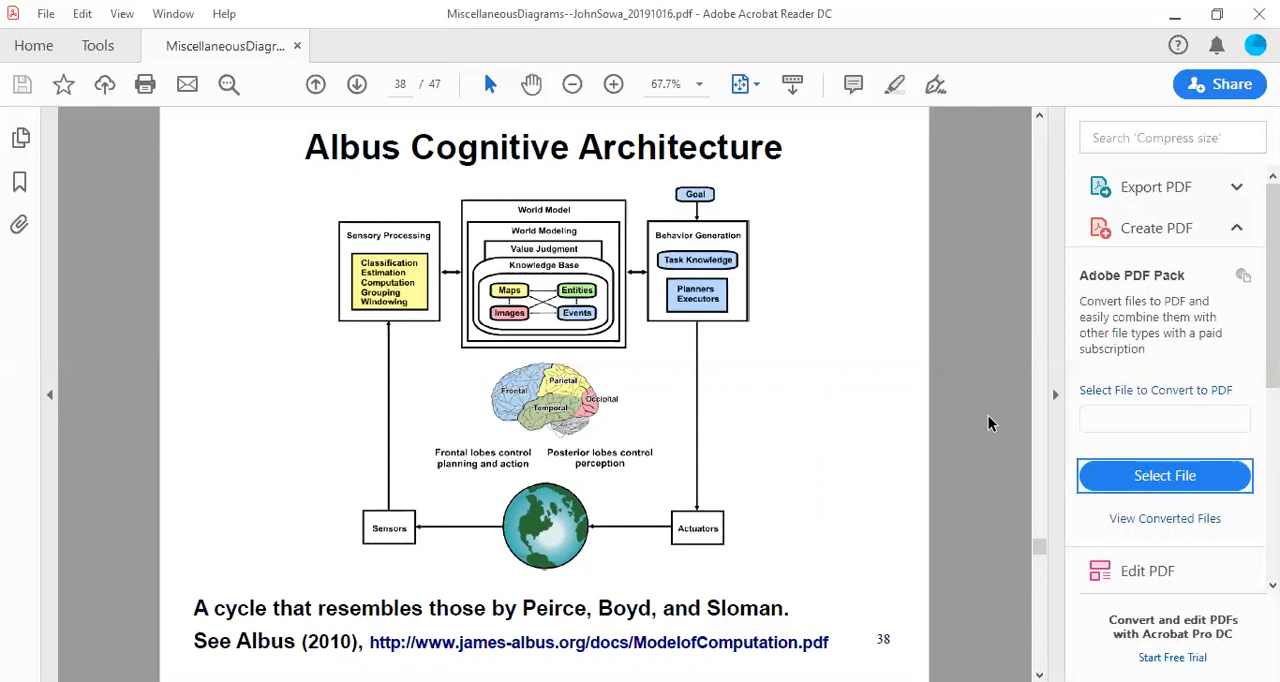 File Edit View Window Help
MiscellaneousDiagrams--JohnSowa_20191016.pdf - Adobe Acrobat Reader DC
Home Tools MiscellaneousDiagr... ×
38 / 47
67.7%
Share
Albus Cognitive Architecture
Goal
World Model
World Modeling
Value Judgment
Knowledge Base
Maps
Entities
Images
Events
Sensory Processing
Classification
Estimation
Computation
Grouping
Windowing
Behavior Generation
Task Knowledge
Planners
Executors
Frontal
Parietal
Temporal
Occipital
Frontal lobes control
planning and action
Posterior lobes control
perception
Sensors
Actuators
A cycle that resembles those by Peirce, Boyd, and Sloman.
See Albus (2010), http://www.james-albus.org/docs/ModelofComputation.pdf
38
Search 'Compress size'
Export PDF
Create PDF
Adobe PDF Pack
Convert files to PDF and
easily combine them with
other file types with a paid
subscription
Select File to Convert to PDF
Select File
View Converted Files
Edit PDF
Convert and edit PDFs
with Acrobat Pro DC
Start Free Trial